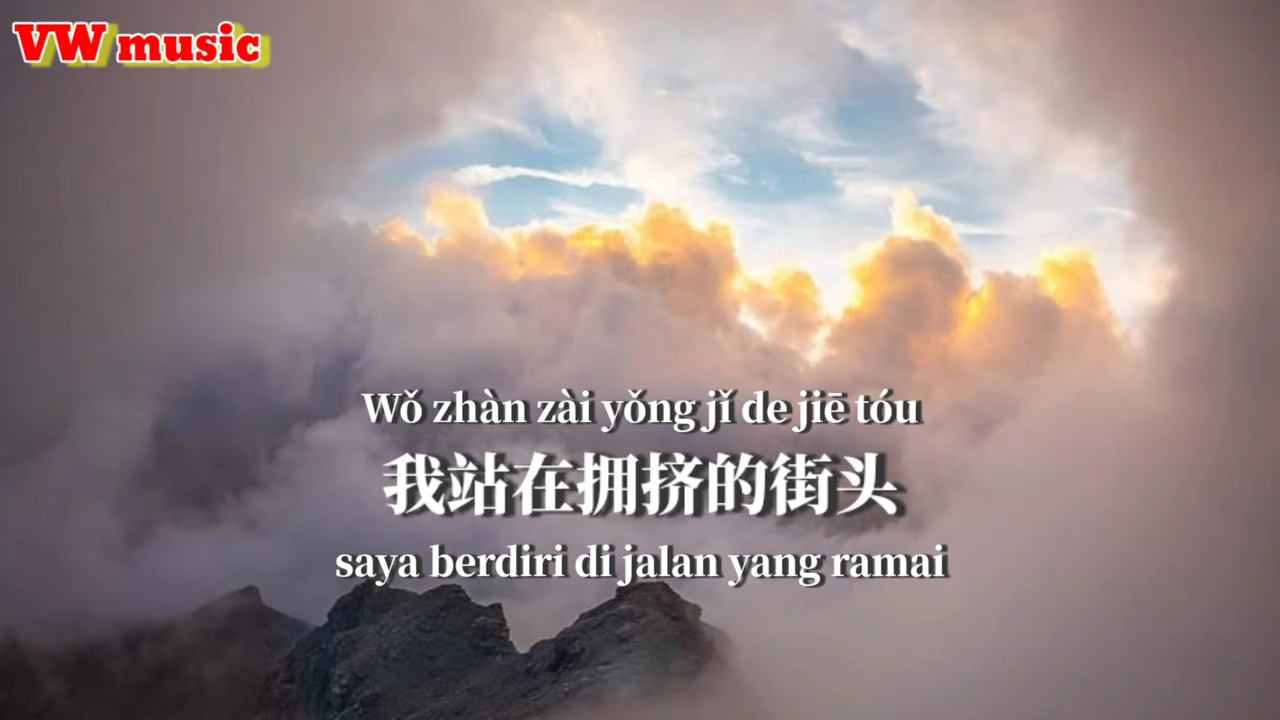 VW music
Wǒ zhàn zài yǒng jǐ de jiē tóu
我站在拥挤的街头
saya berdiri di jalan yang ramai